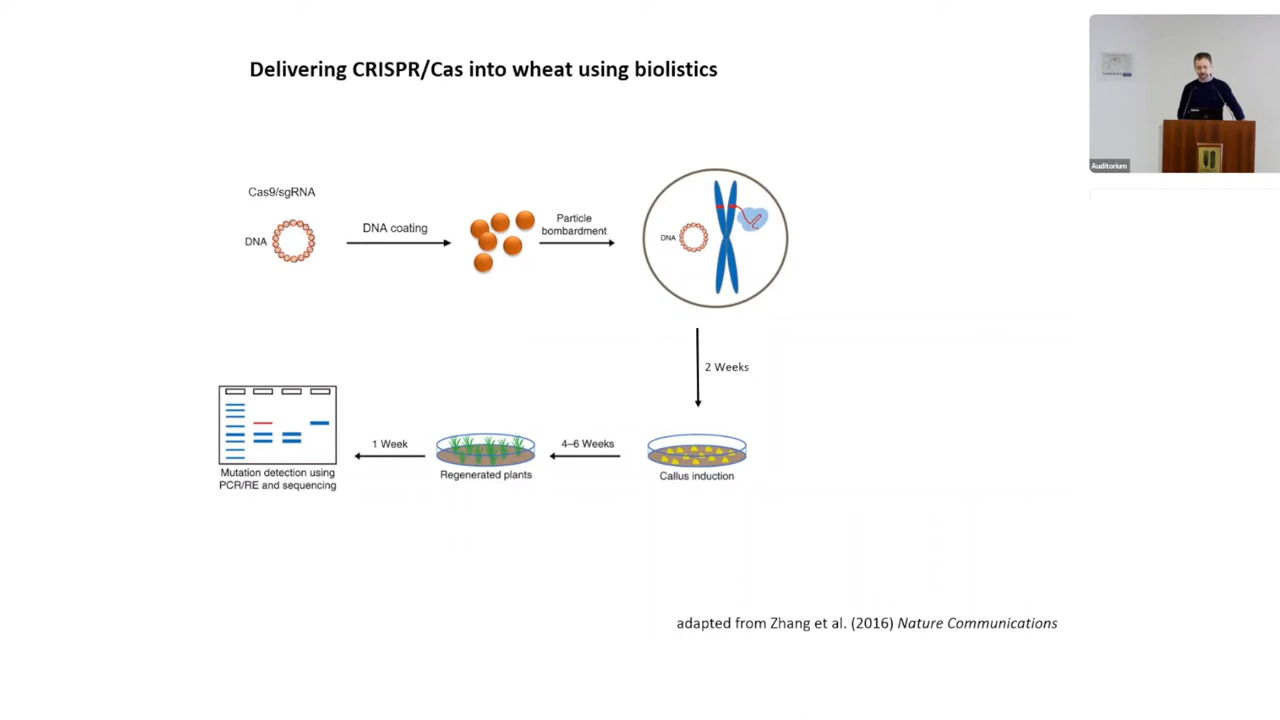 Delivering CRISPR/Cas into wheat using biolistics
Cas9/sgRNA
DNA
DNA coating
Particle
bombardment
DNA
2 Weeks
Callus induction
4–6 Weeks
Regenerated plants
1 Week
Mutation detection using
PCR/RE and sequencing
adapted from Zhang et al. (2016) Nature Communications
Auditorium